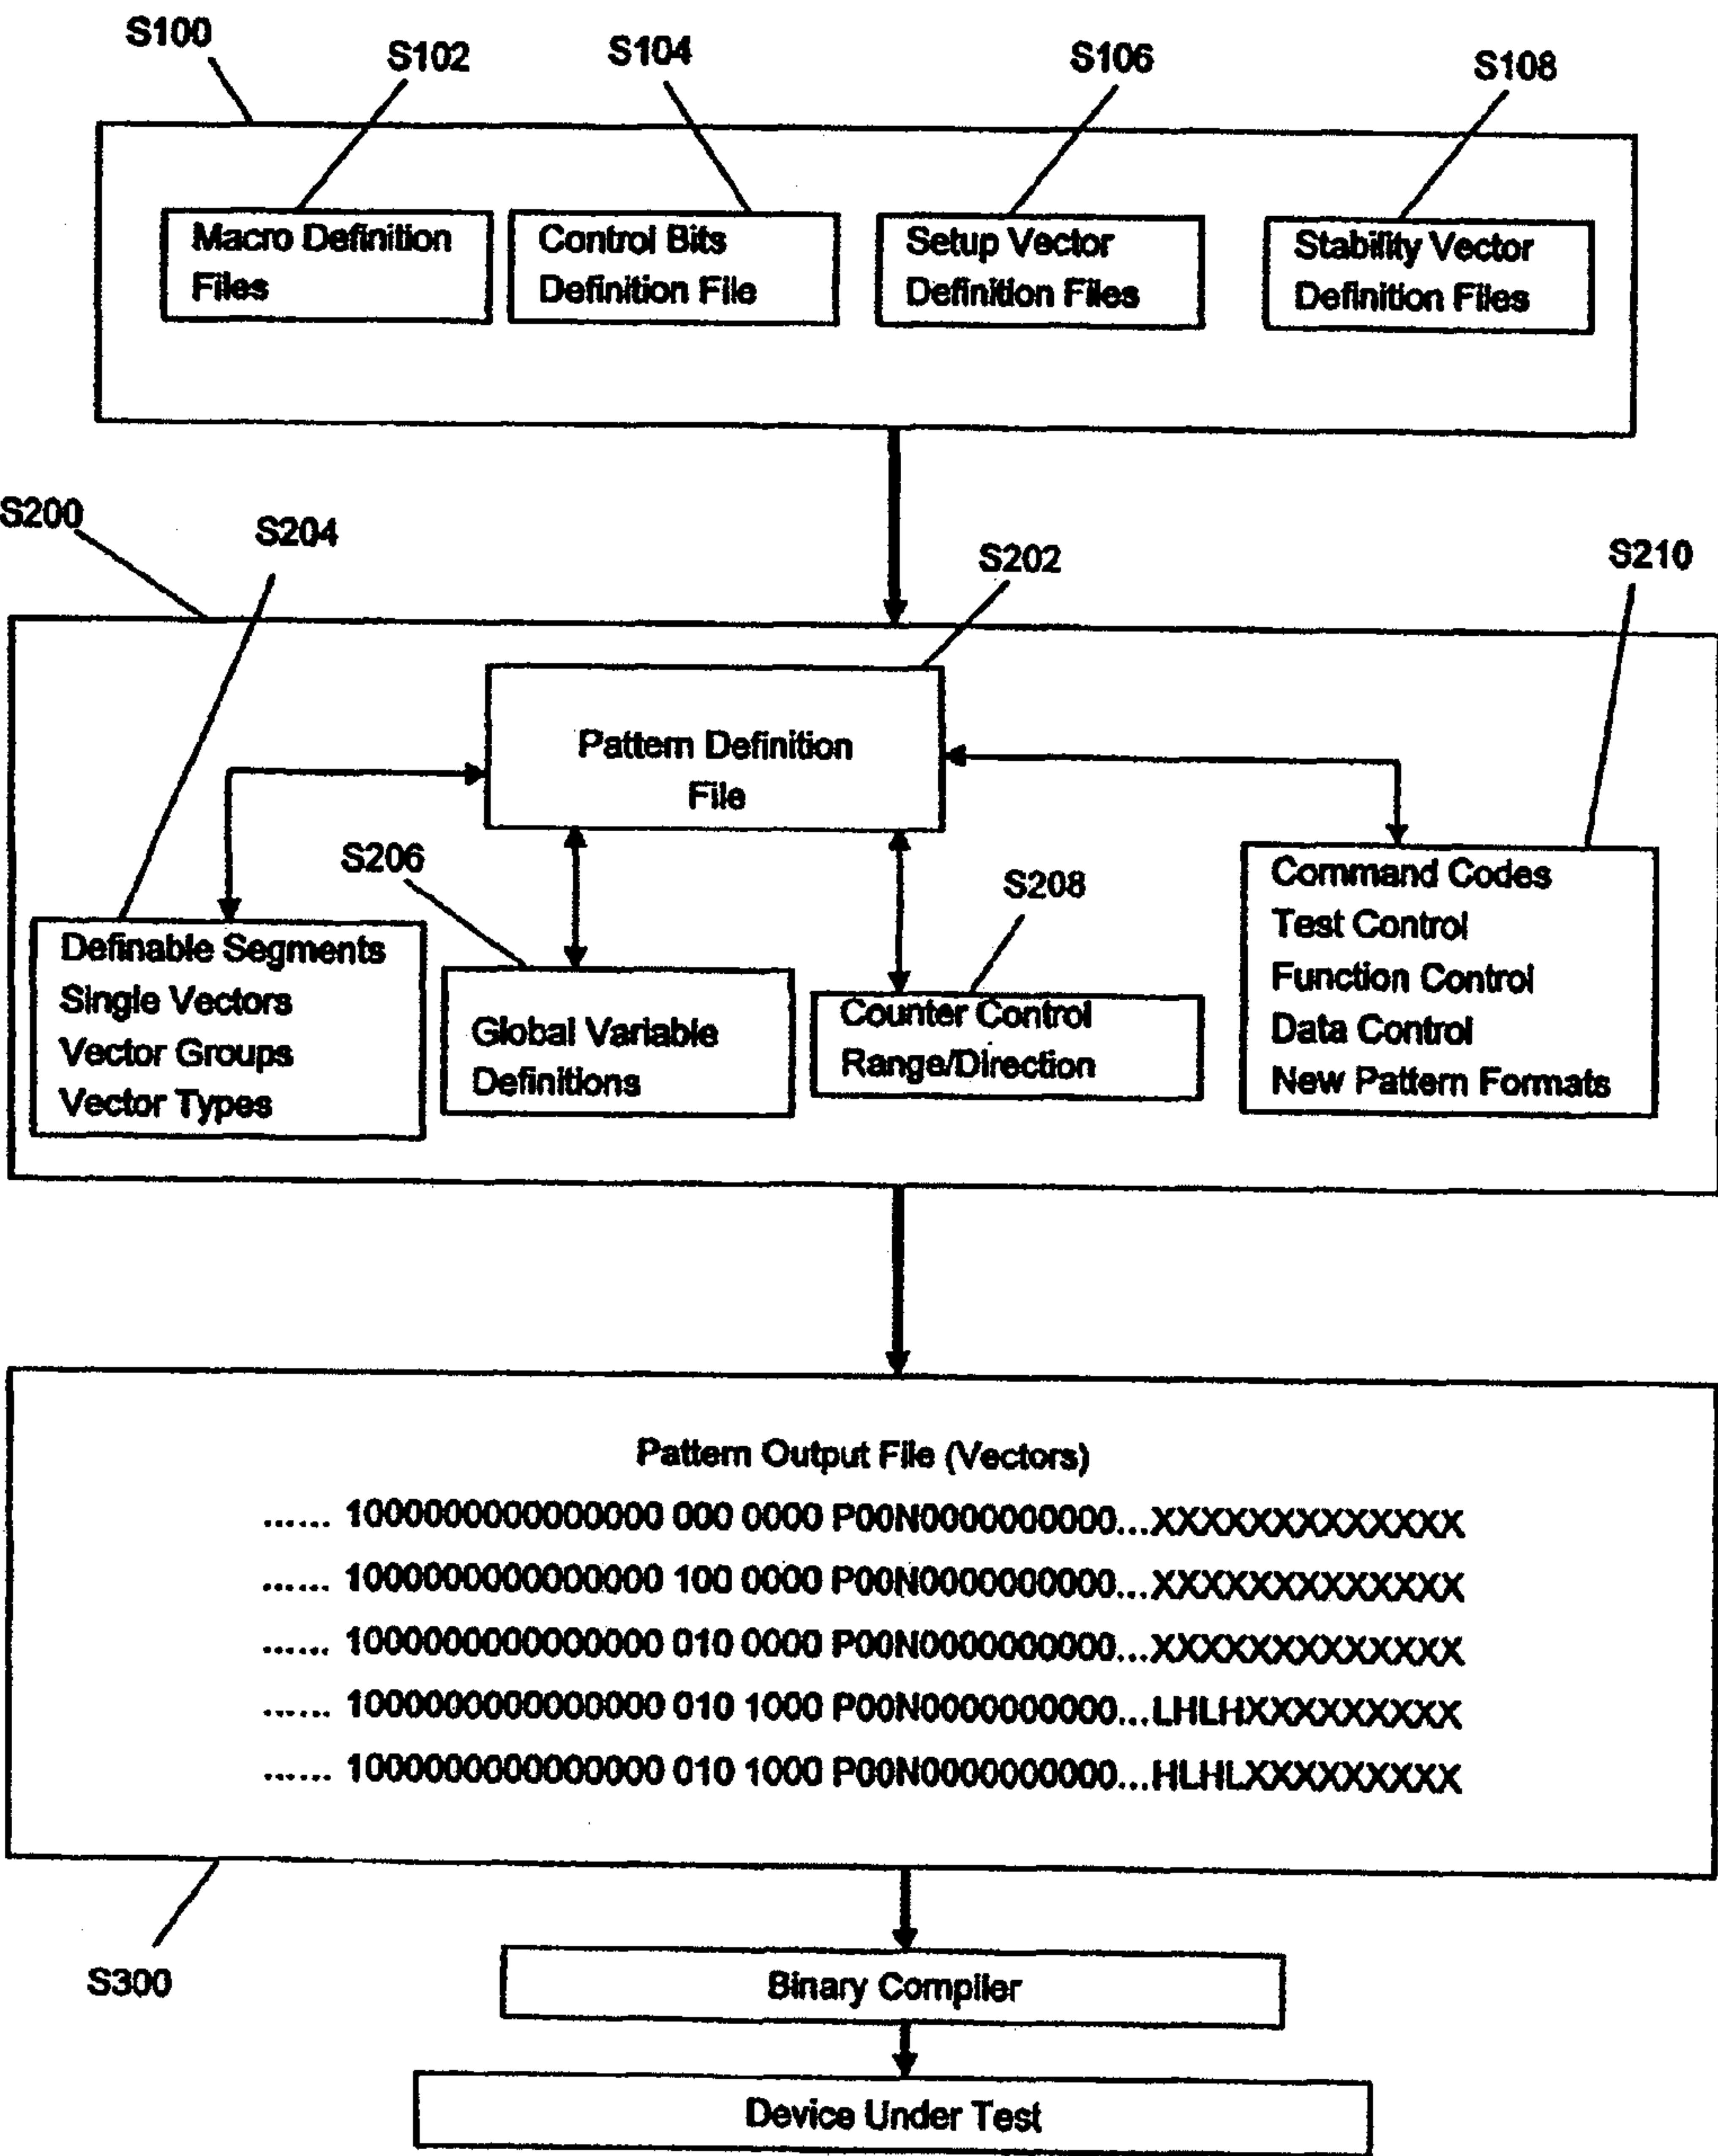 S100
S102
S104
S106
S108
Macro Definition
Files
Control Bits
Definition File
Setup Vector
Definition Files
Stability Vector
Definition Files
S200
S204
S202
S210
Pattern Definition
File
S206
S208
Definable Segments
Single Vectors
Vector Groups
Vector Types
Global Variable
Definitions
Counter Control
Range/Direction
Command Codes
Test Control
Function Control
Data Control
New Pattern Formats
Pattern Output File (Vectors)
...... 1000000000000000 000 0000 P00N0000000000...XXXXXXXXXXXXX
...... 1000000000000000 100 0000 P00N0000000000...XXXXXXXXXXXXX
...... 1000000000000000 010 0000 P00N0000000000...XXXXXXXXXXXXX
...... 1000000000000000 010 1000 P00N0000000000...LHLHXXXXXXXXX
...... 1000000000000000 010 1000 P00N0000000000...HLHLXXXXXXXXX
S300
Binary Compiler
Device Under Test